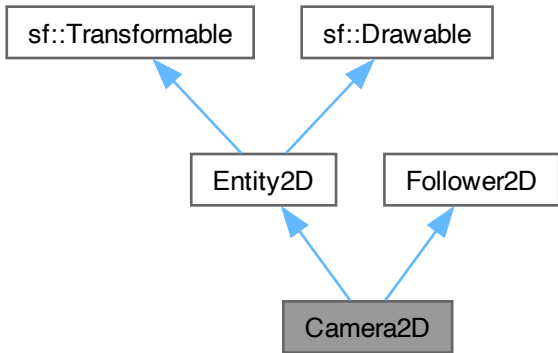 sf::Transformable
sf::Drawable
Entity2D
Follower2D
Camera2D